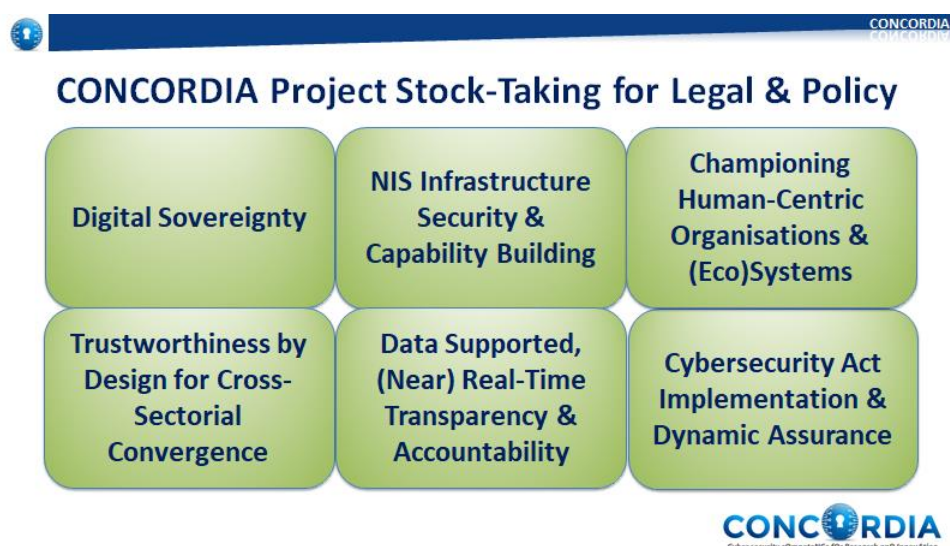 CONCORDIA
CONCORDIA Project Stock-Taking for Legal & Policy
Digital Sovereignty
NIS Infrastructure
Security &
Capability Building
Championing
Human-Centric
Organisations &
(Eco)Systems
Trustworthiness by
Design for Cross-
Sectorial
Convergence
Data Supported,
(Near) Real-Time
Transparency &
Accountability
Cybersecurity Act
Implementation &
Dynamic Assurance
CONCORDIA